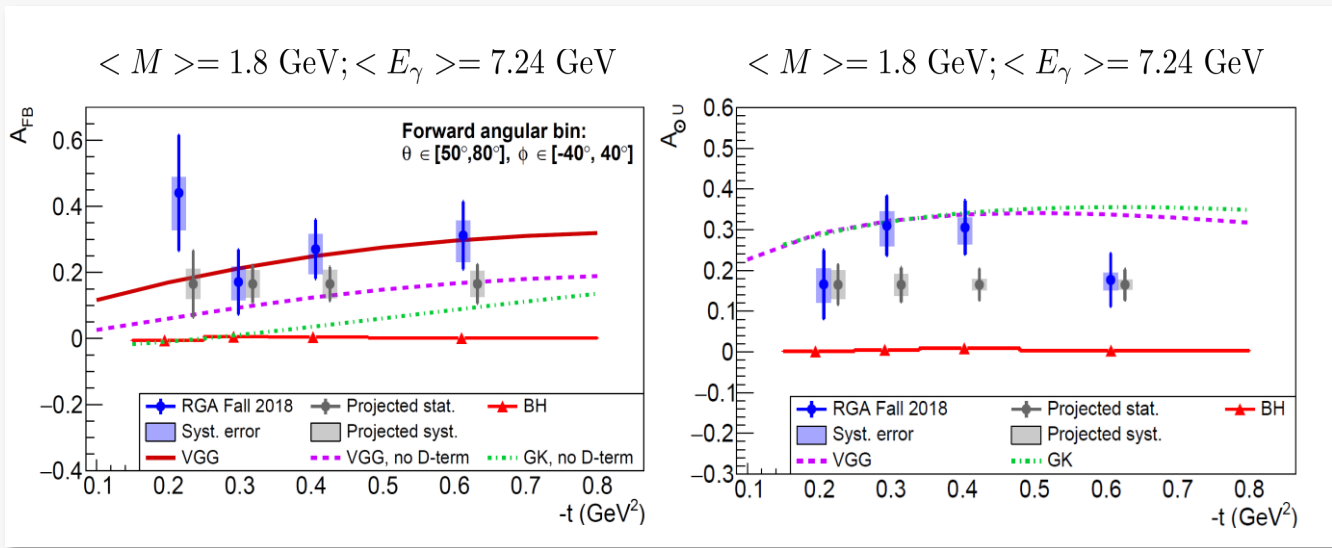 < M >= 1.8 GeV; < E_γ >= 7.24 GeV
A_FB
Forward angular bin:
θ ∈ [50°,80°], ϕ ∈ [-40°, 40°]
0.6
0.4
0.2
0
−0.2
−0.4
RGA Fall 2018 Projected stat. BH
Syst. error Projected syst.
VGG VGG, no D-term GK, no D-term
0.1 0.2 0.3 0.4 0.5 0.6 0.7 0.8
-t (GeV²)
< M >= 1.8 GeV; < E_γ >= 7.24 GeV
A_⊙U
0.6
0.5
0.4
0.3
0.2
0.1
0
−0.1
−0.2
−0.3
RGA Fall 2018 Projected stat. BH
Syst. error Projected syst.
VGG GK
0.1 0.2 0.3 0.4 0.5 0.6 0.7 0.8
-t (GeV²)